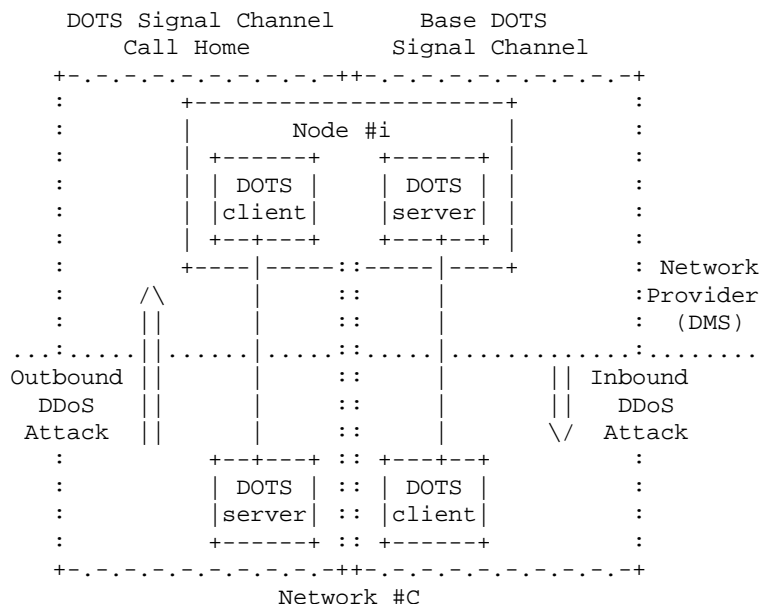 DOTS Signal Channel Base DOTS
Call Home Signal Channel
Node #i
DOTS DOTS
client server
Network
Provider
(DMS)
Outbound Inbound
DDoS DDoS
Attack Attack
DOTS DOTS
server client
Network #C